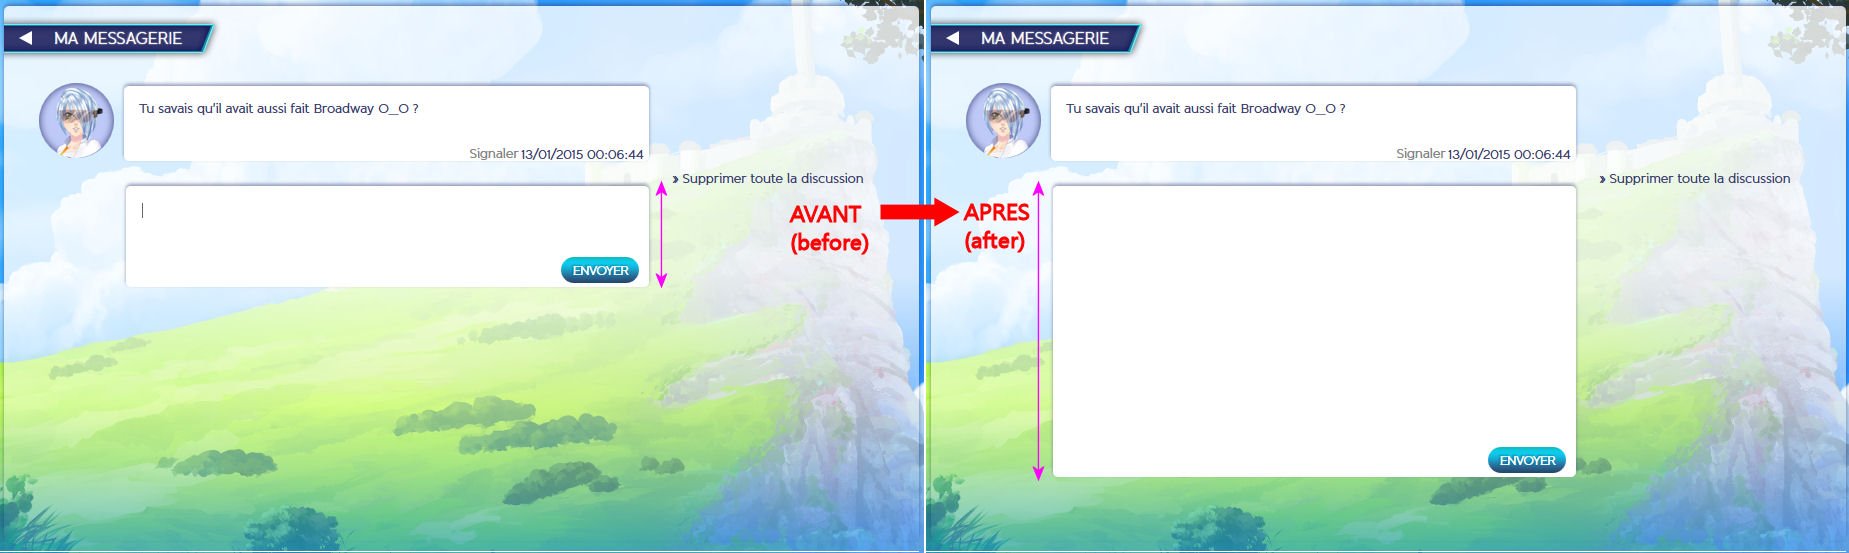 MA MESSAGERIE
Tu savais qu'il avait aussi fait Broadway O_O ?
Signaler 13/01/2015 00:06:44
» Supprimer toute la discussion
ENVOYER
AVANT
(before)
MA MESSAGERIE
Tu savais qu'il avait aussi fait Broadway O_O ?
Signaler 13/01/2015 00:06:44
» Supprimer toute la discussion
APRES
(after)
ENVOYER